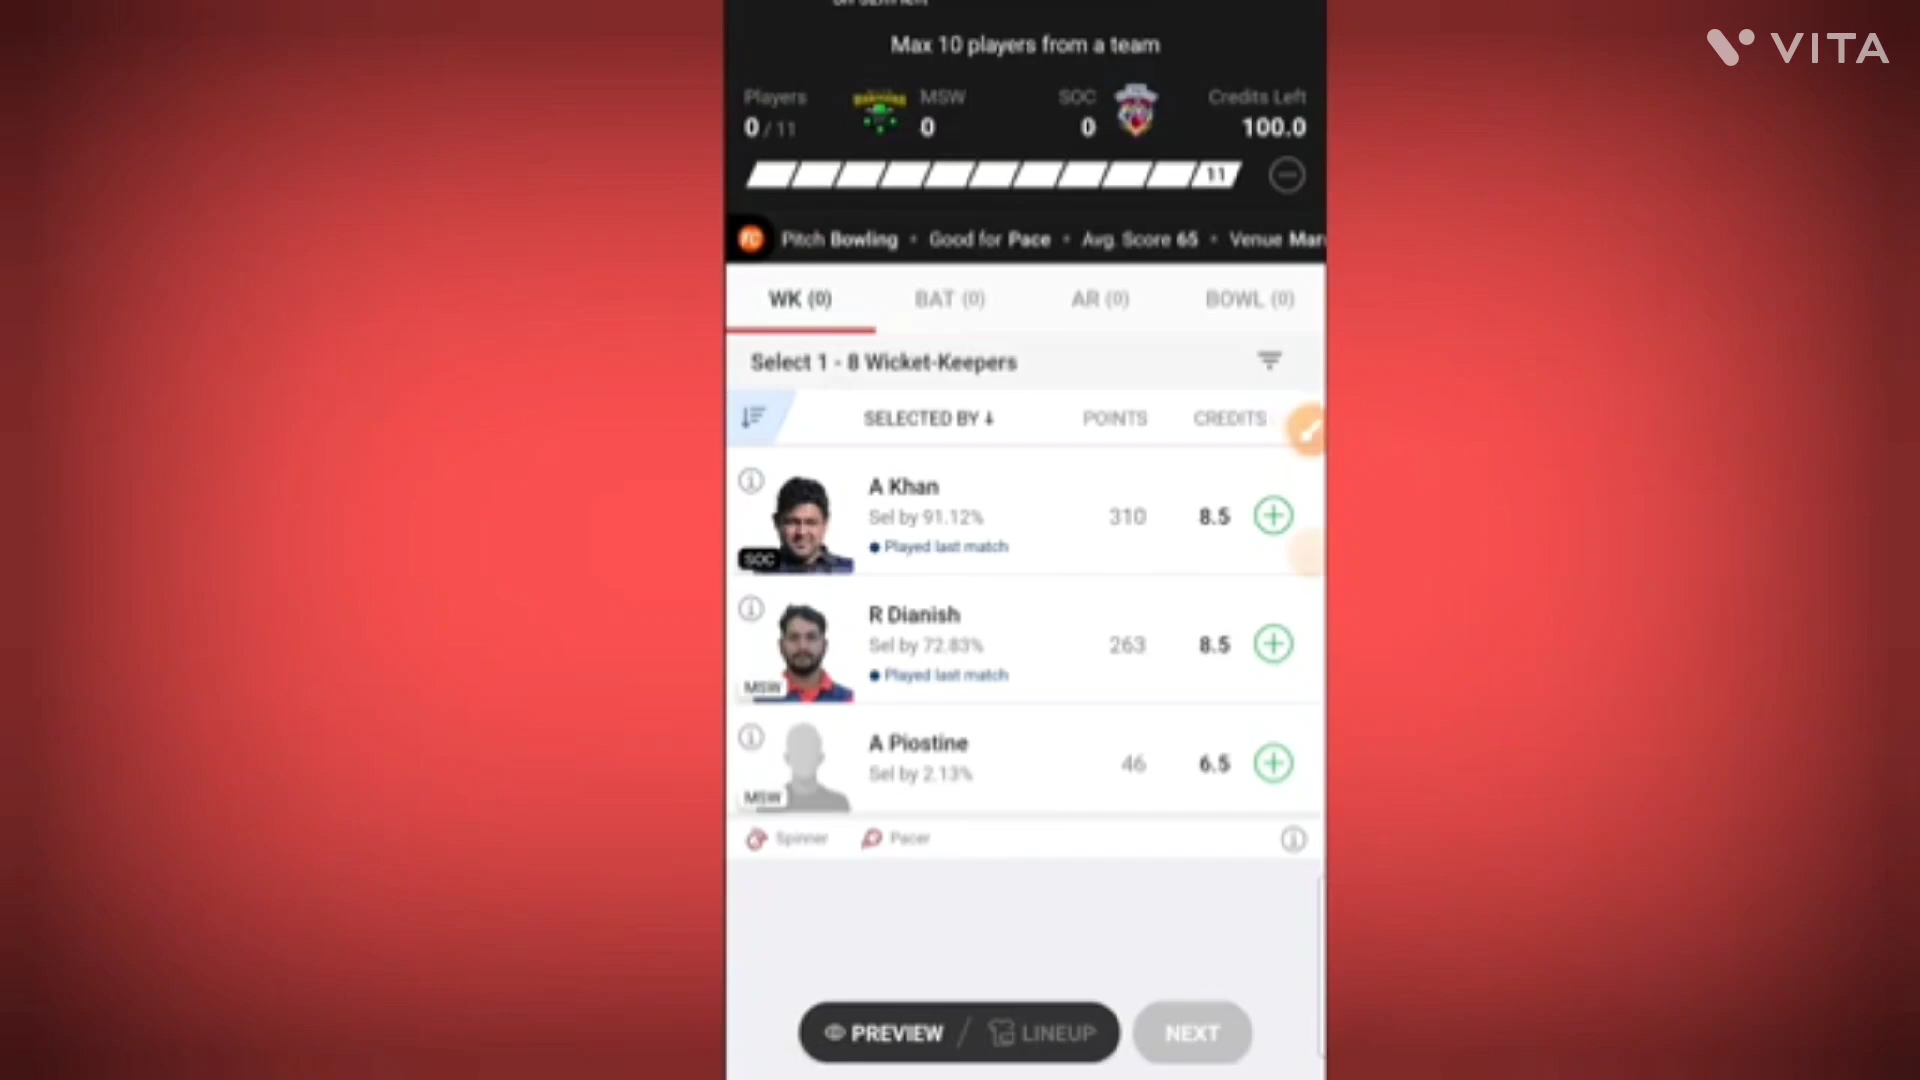 VITA
Max 10 players from a team
Players MSW SOC Credits Left
0 / 11 0 0 100.0
11
Pitch Bowling • Good for Pace • Avg. Score 65 • Venue Mar
WK (0) BAT (0) AR (0) BOWL (0)
Select 1 - 8 Wicket-Keepers
SELECTED BY ↓ POINTS CREDITS
A Khan
Sel by 91.12% 310 8.5
Played last match
SOC
R Dianish
Sel by 72.83% 263 8.5
Played last match
MSW
A Piostine
Sel by 2.13% 46 6.5
MSW
Spinner Pacer
PREVIEW / LINEUP NEXT